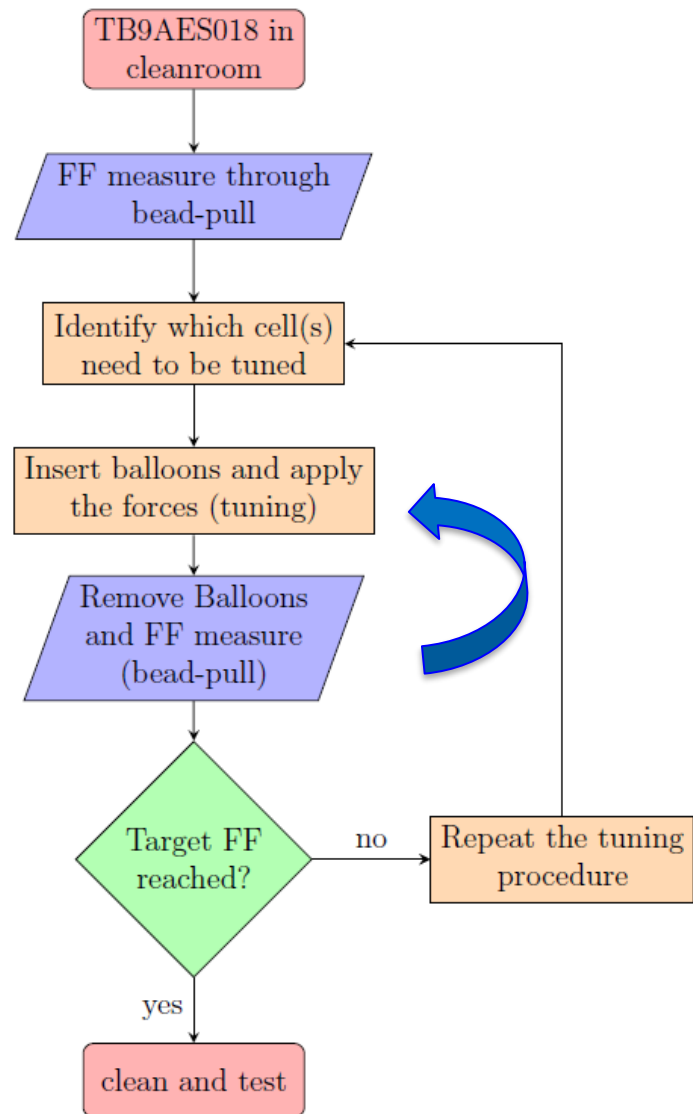 TB9AES018 in
cleanroom
FF measure through
bead-pull
Identify which cell(s)
need to be tuned
Insert balloons and apply
the forces (tuning)
Remove Balloons
and FF measure
(bead-pull)
Target FF
reached?
no
Repeat the tuning
procedure
yes
clean and test